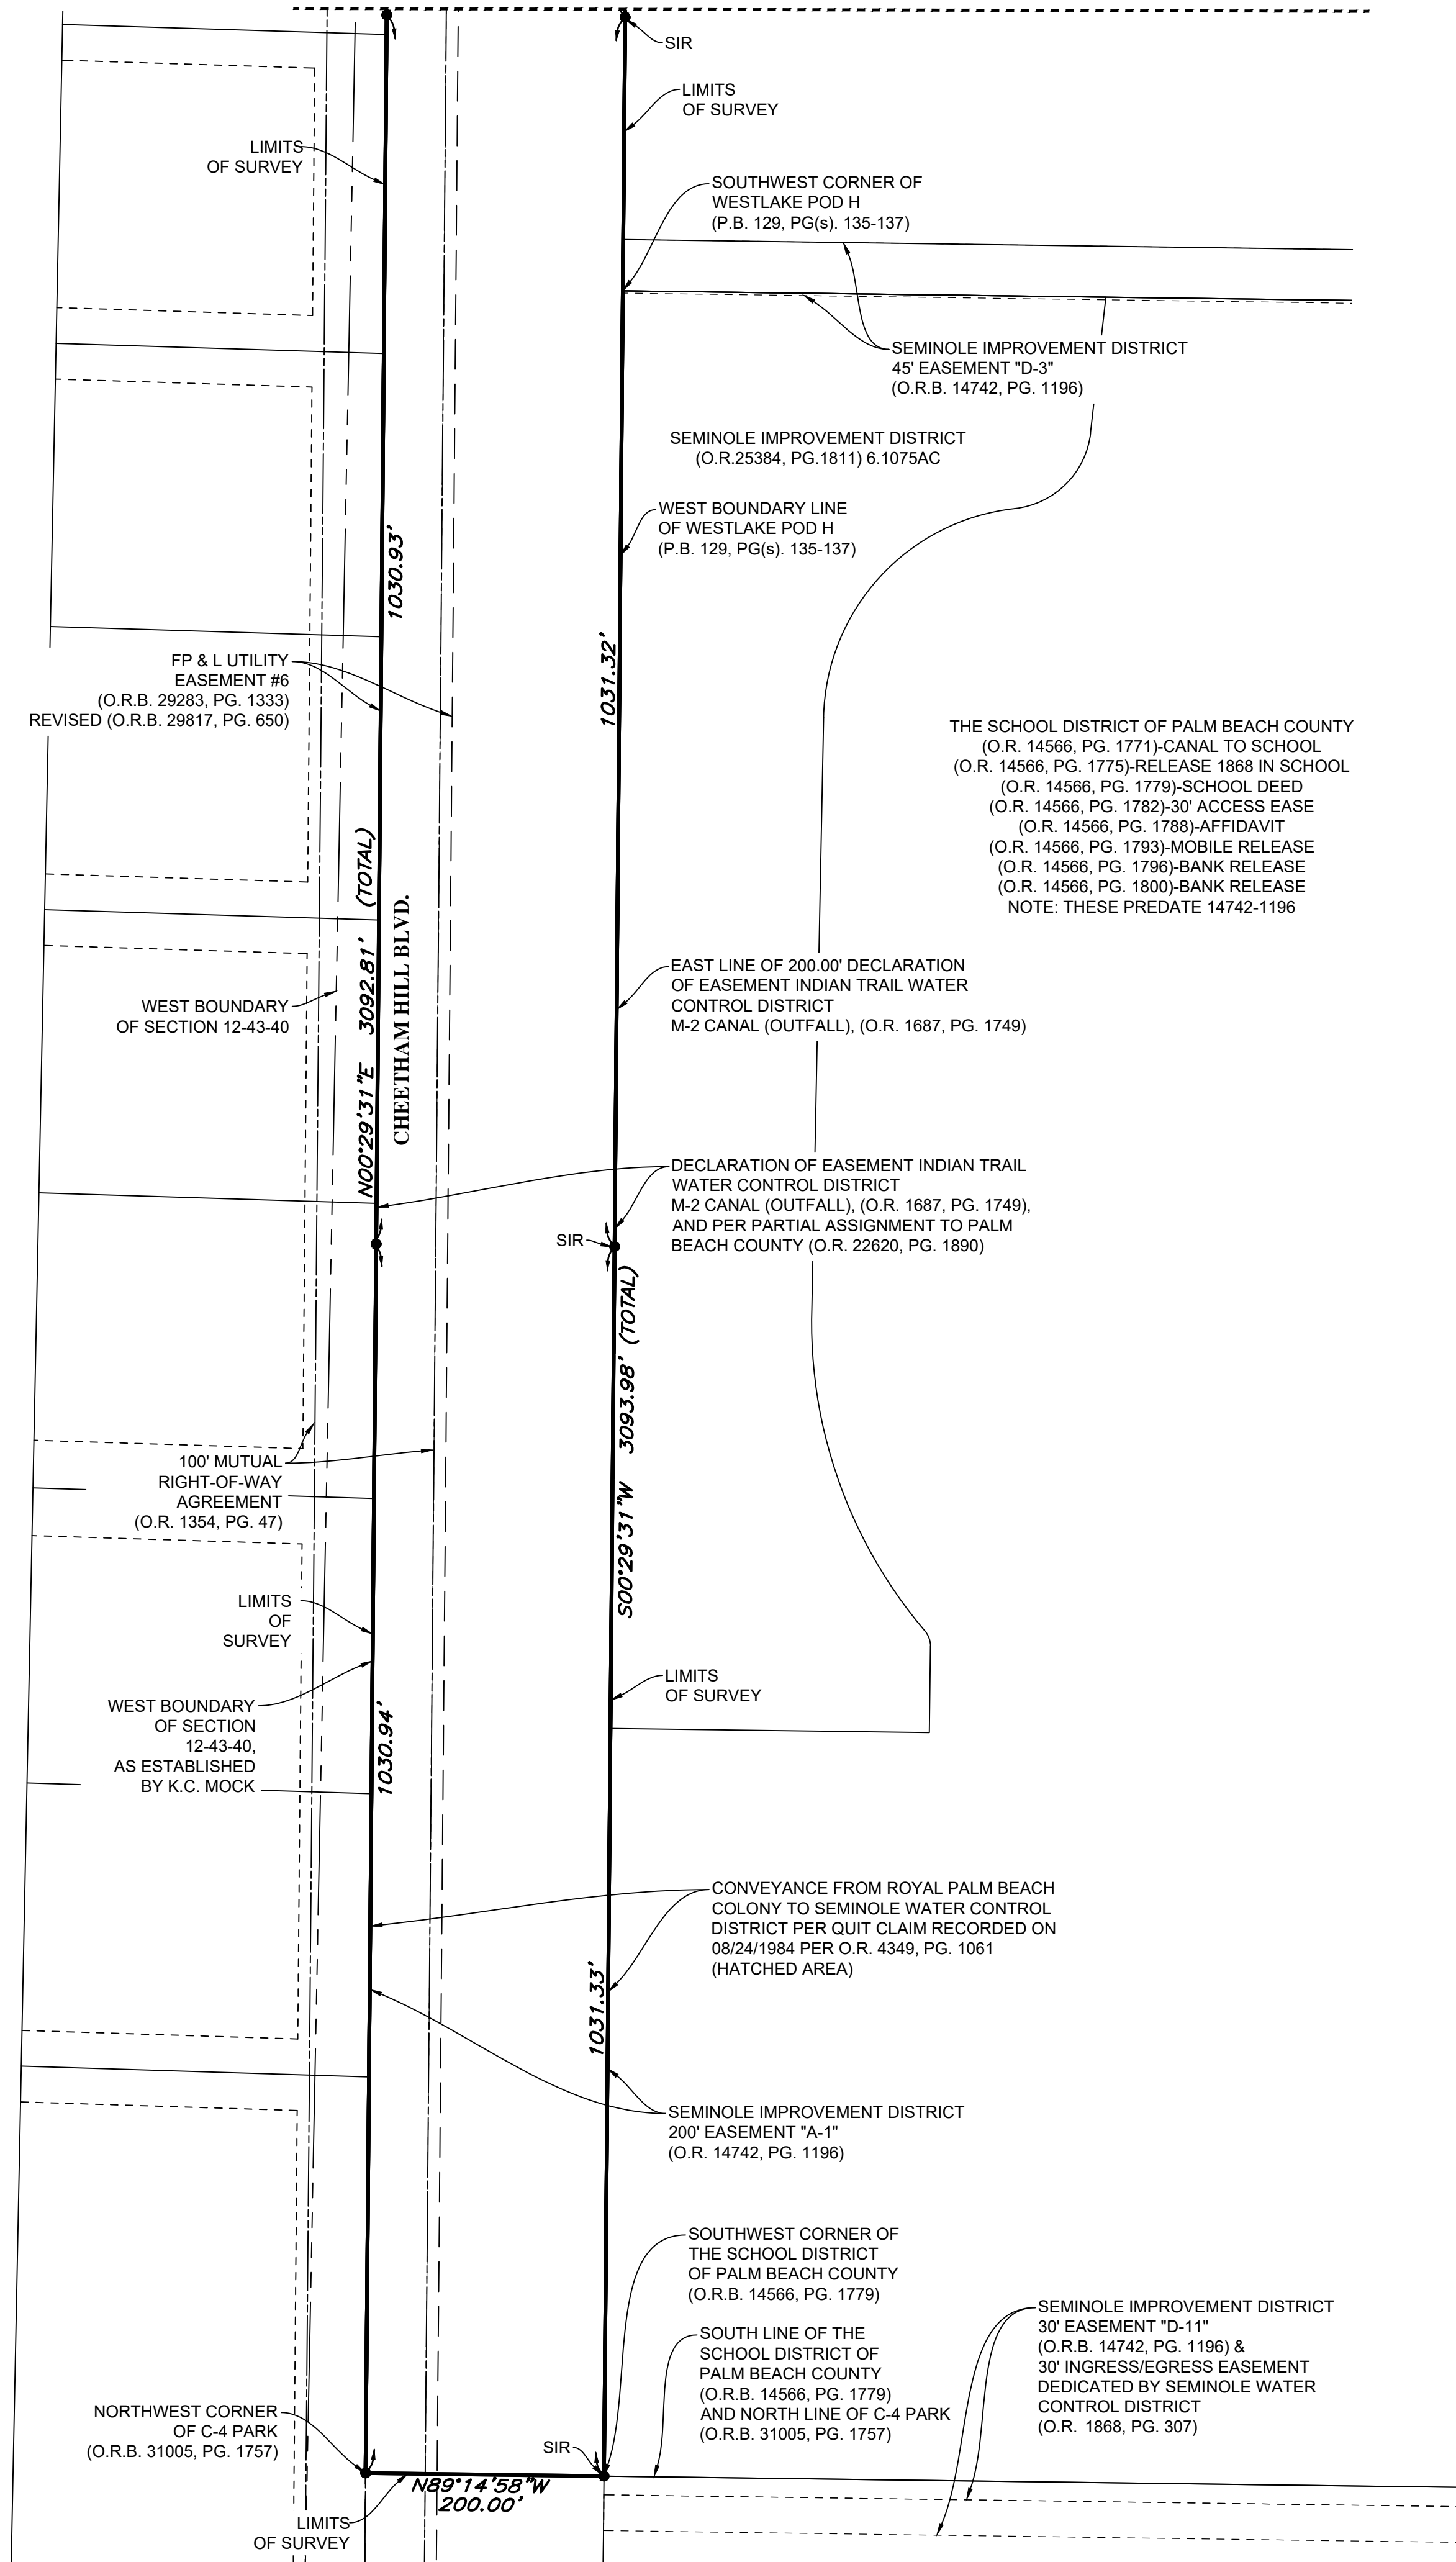 SIR
LIMITS
OF SURVEY
LIMITS
OF SURVEY
SOUTHWEST CORNER OF
WESTLAKE POD H
(P.B. 129, PG(s). 135-137)
SEMINOLE IMPROVEMENT DISTRICT
45' EASEMENT "D-3"
(O.R.B. 14742, PG. 1196)
SEMINOLE IMPROVEMENT DISTRICT
(O.R.25384, PG.1811) 6.1075AC
WEST BOUNDARY LINE
OF WESTLAKE POD H
(P.B. 129, PG(s). 135-137)
1030.93'
1031.32'
FP & L UTILITY
EASEMENT #6
(O.R.B. 29283, PG. 1333)
REVISED (O.R.B. 29817, PG. 650)
THE SCHOOL DISTRICT OF PALM BEACH COUNTY
(O.R. 14566, PG. 1771)-CANAL TO SCHOOL
(O.R. 14566, PG. 1775)-RELEASE 1868 IN SCHOOL
(O.R. 14566, PG. 1779)-SCHOOL DEED
(O.R. 14566, PG. 1782)-30' ACCESS EASE
(O.R. 14566, PG. 1788)-AFFIDAVIT
(O.R. 14566, PG. 1793)-MOBILE RELEASE
(O.R. 14566, PG. 1796)-BANK RELEASE
(O.R. 14566, PG. 1800)-BANK RELEASE
NOTE: THESE PREDATE 14742-1196
N00°29'31"E 3092.81' (TOTAL)
CHEETHAM HILL BLVD.
WEST BOUNDARY
OF SECTION 12-43-40
EAST LINE OF 200.00' DECLARATION
OF EASEMENT INDIAN TRAIL WATER
CONTROL DISTRICT
M-2 CANAL (OUTFALL), (O.R. 1687, PG. 1749)
DECLARATION OF EASEMENT INDIAN TRAIL
WATER CONTROL DISTRICT
M-2 CANAL (OUTFALL), (O.R. 1687, PG. 1749),
AND PER PARTIAL ASSIGNMENT TO PALM
BEACH COUNTY (O.R. 22620, PG. 1890)
SIR
S00°29'31"W 3093.98' (TOTAL)
100' MUTUAL
RIGHT-OF-WAY
AGREEMENT
(O.R. 1354, PG. 47)
LIMITS
OF
SURVEY
LIMITS
OF SURVEY
WEST BOUNDARY
OF SECTION
12-43-40,
AS ESTABLISHED
BY K.C. MOCK
1030.94'
CONVEYANCE FROM ROYAL PALM BEACH
COLONY TO SEMINOLE WATER CONTROL
DISTRICT PER QUIT CLAIM RECORDED ON
08/24/1984 PER O.R. 4349, PG. 1061
(HATCHED AREA)
1031.33'
SEMINOLE IMPROVEMENT DISTRICT
200' EASEMENT "A-1"
(O.R. 14742, PG. 1196)
SOUTHWEST CORNER OF
THE SCHOOL DISTRICT
OF PALM BEACH COUNTY
(O.R.B. 14566, PG. 1779)
SOUTH LINE OF THE
SCHOOL DISTRICT OF
PALM BEACH COUNTY
(O.R.B. 14566, PG. 1779)
AND NORTH LINE OF C-4 PARK
(O.R.B. 31005, PG. 1757)
SEMINOLE IMPROVEMENT DISTRICT
30' EASEMENT "D-11"
(O.R.B. 14742, PG. 1196) &
30' INGRESS/EGRESS EASEMENT
DEDICATED BY SEMINOLE WATER
CONTROL DISTRICT
(O.R. 1868, PG. 307)
NORTHWEST CORNER
OF C-4 PARK
(O.R.B. 31005, PG. 1757)
SIR
N89°14'58"W
200.00'
LIMITS
OF SURVEY